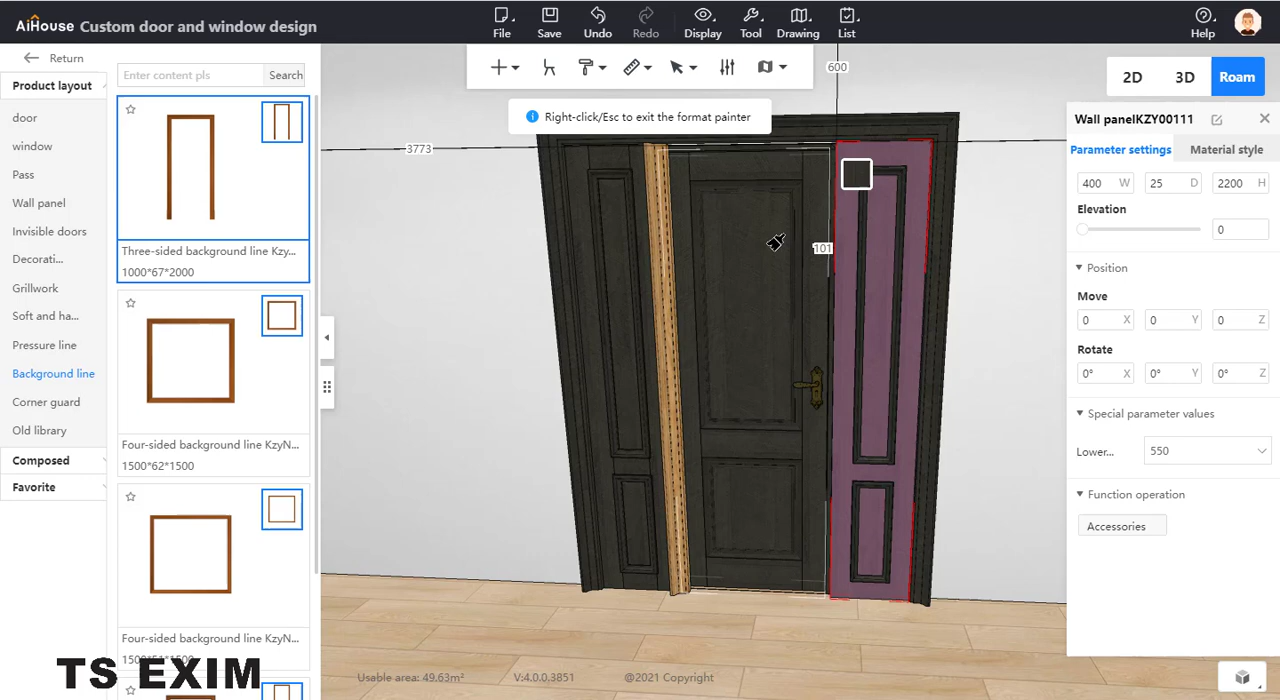 AiHouse Custom door and window design
File
Save
Undo
Redo
Display
Tool
Drawing
List
Help
Return
Product layout
door
window
Pass
Wall panel
Invisible doors
Decorati...
Grillwork
Soft and ha...
Pressure line
Background line
Corner guard
Old library
Composed
Favorite
Enter content pls
Search
Three-sided background line Kzy...
1000*67*2000
Four-sided background line KzyN...
1500*62*1500
Four-sided background line KzyN...
1500*51*1500
TS EXIM
600
2D
3D
Roam
Right-click/Esc to exit the format painter
3773
101
Usable area: 49.63m²
V:4.0.0.3851
@2021 Copyright
Wall panelKZY00111
Parameter settings
Material style
400 W
25 D
2200 H
Elevation
0
Position
Move
0 X
0 Y
0 Z
Rotate
0° X
0° Y
0° Z
Special parameter values
Lower...
550
Function operation
Accessories